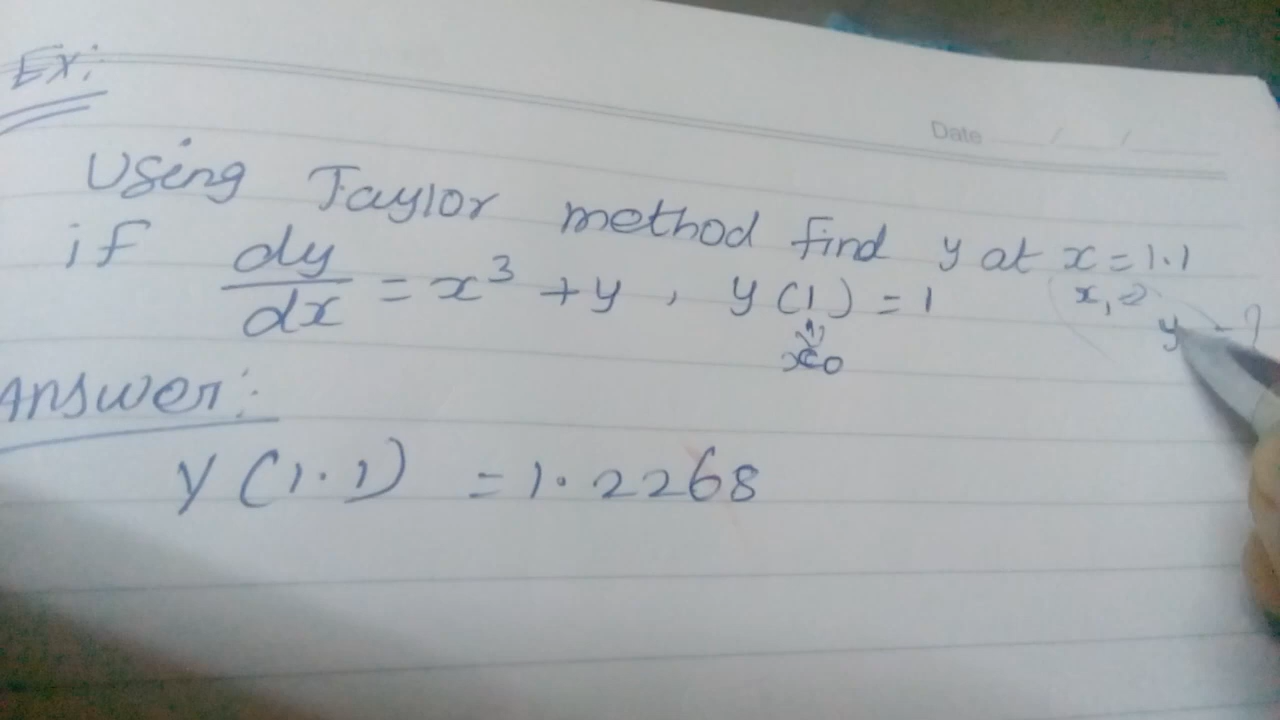 Ex:
Date / /
Using Taylor method find y at x = 1.1
if dy/dx = x³ + y , y(1) = 1
x₀
Answer:
y(1.1) = 1.2268